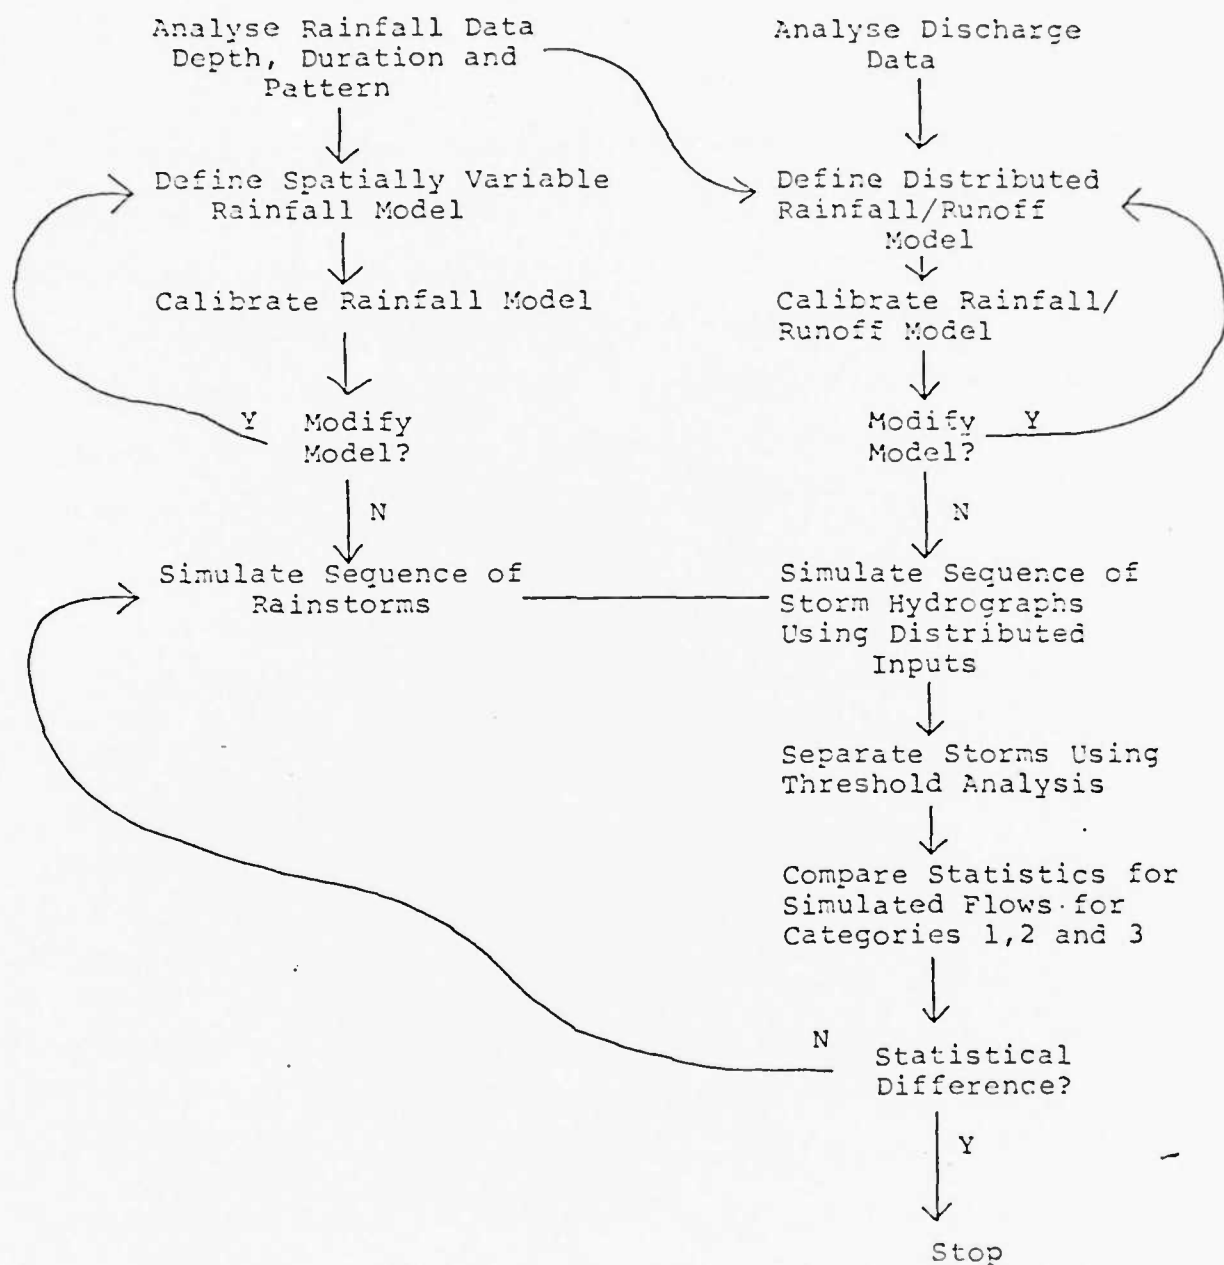 Analyse Rainfall Data
Depth, Duration and
Pattern
Analyse Discharge
Data
Define Spatially Variable
Rainfall Model
Define Distributed
Rainfall/Runoff
Model
Calibrate Rainfall Model
Calibrate Rainfall/
Runoff Model
Y
Modify
Model?
Modify
Model?
Y
N
N
Simulate Sequence of
Rainstorms
Simulate Sequence of
Storm Hydrographs
Using Distributed
Inputs
Separate Storms Using
Threshold Analysis
Compare Statistics for
Simulated Flows for
Categories 1,2 and 3
N
Statistical
Difference?
Y
Stop